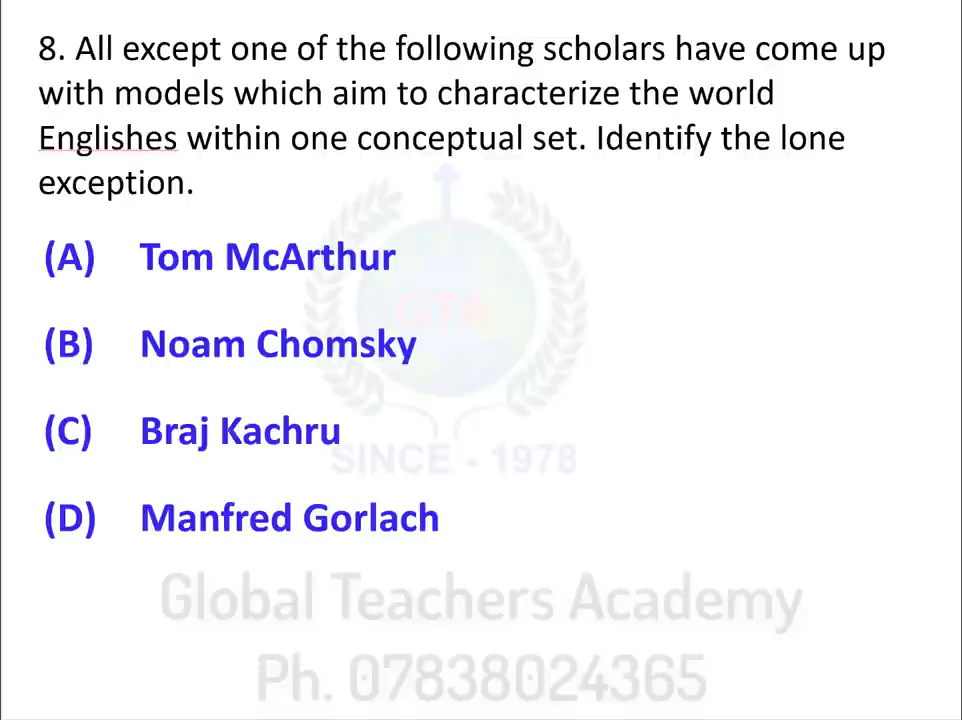 8. All except one of the following scholars have come up
with models which aim to characterize the world
Englishes within one conceptual set. Identify the lone
exception.
(A) Tom McArthur
(B) Noam Chomsky
GTA
(C) Braj Kachru
SINCE - 1978
(D) Manfred Gorlach
Global Teachers Academy
Ph. 07838024365